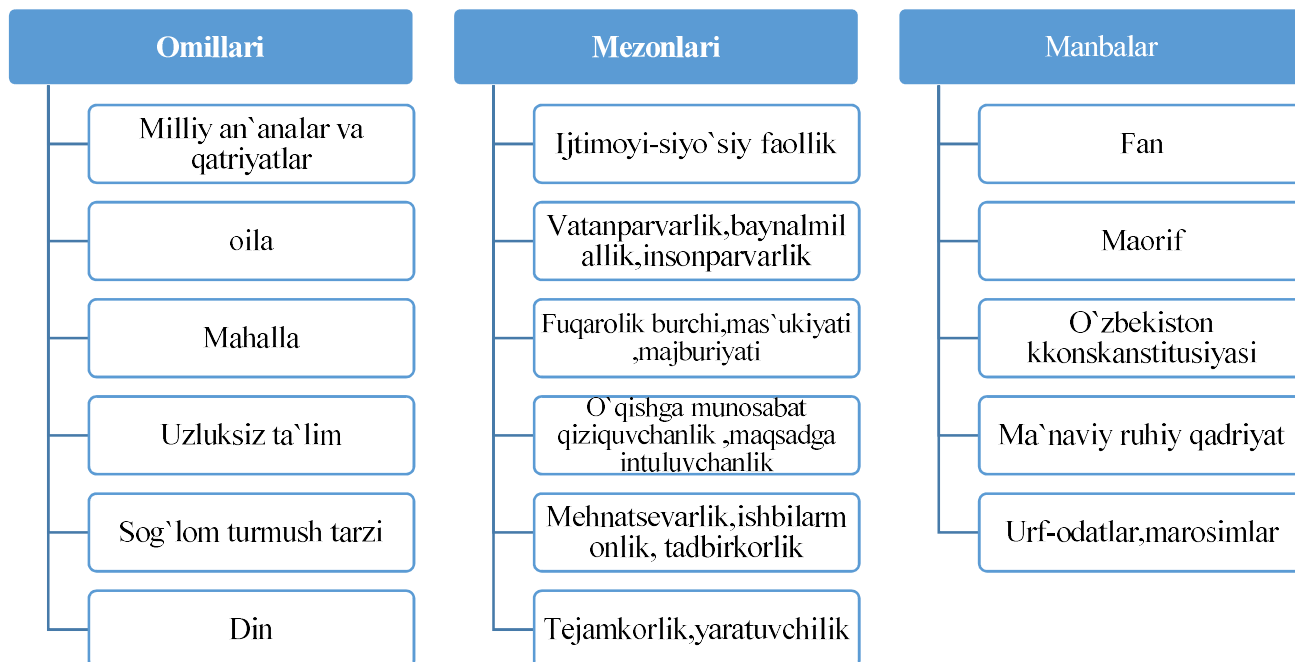 Omillari
Milliy an`analar va
qatriyatlar
oila
Mahalla
Uzluksiz ta`lim
Sog`lom turmush tarzi
Din
Mezonlari
Ijtimoyi-siyo`siy faollik
Vatanparvarlik,baynalmil
allik,insonparvarlik
Fuqarolik burchi,mas`ukiyati
,majburiyati
O`qishga munosabat
qiziquvchanlik ,maqsadga
intuluvchanlik
Mehnatsevarlik,ishbilarm
onlik, tadbirkorlik
Tejamkorlik,yaratuvchilik
Manbalar
Fan
Maorif
O`zbekiston
kkonskanstitusiyasi
Ma`naviy ruhiy qadriyat
Urf-odatlar,marosimlar